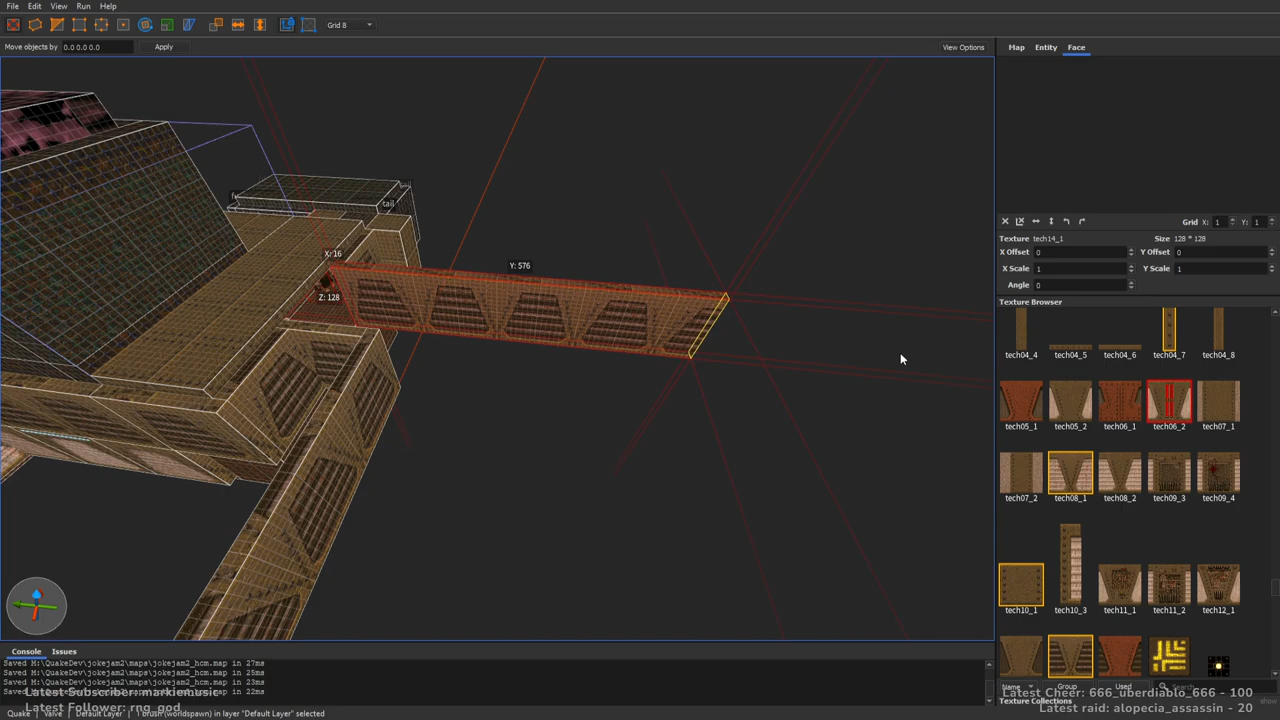 File Edit View Run Help
Grid 8
Move objects by 0.0 0.0 0.0 Apply View Options
Map Entity Face
tail
X: 16
Y: 576
Z: 128
Grid X: 1 Y: 1
Texture tech14_1 Size 128 * 128
X Offset 0 Y Offset 0
X Scale 1 Y Scale 1
Angle 0
Texture Browser
tech04_4 tech04_5 tech04_6 tech04_7 tech04_8
tech05_1 tech05_2 tech06_1 tech06_2 tech07_1
tech07_2 tech08_1 tech08_2 tech09_3 tech09_4
tech10_1 tech10_3 tech11_1 tech11_2 tech12_1
Name Group Used Search
Texture Collections show
Console Issues
Saved M:\QuakeDev\jokejam2\maps\jokejam2_hcm.map in 27ms
Saved M:\QuakeDev\jokejam2\maps\jokejam2_hcm.map in 25ms
Saved M:\QuakeDev\jokejam2\maps\jokejam2_hcm.map in 23ms
Saved M:\QuakeDev\jokejam2\maps\jokejam2_hcm.map in 22ms
Latest Subscriber: markiemusic
Latest Follower: rng_god
Quake Valve Default Layer 1 brush (worldspawn) in layer "Default Layer" selected
Latest Cheer: 666_uberdiablo_666 - 100
Latest raid: alopecia_assassin - 20